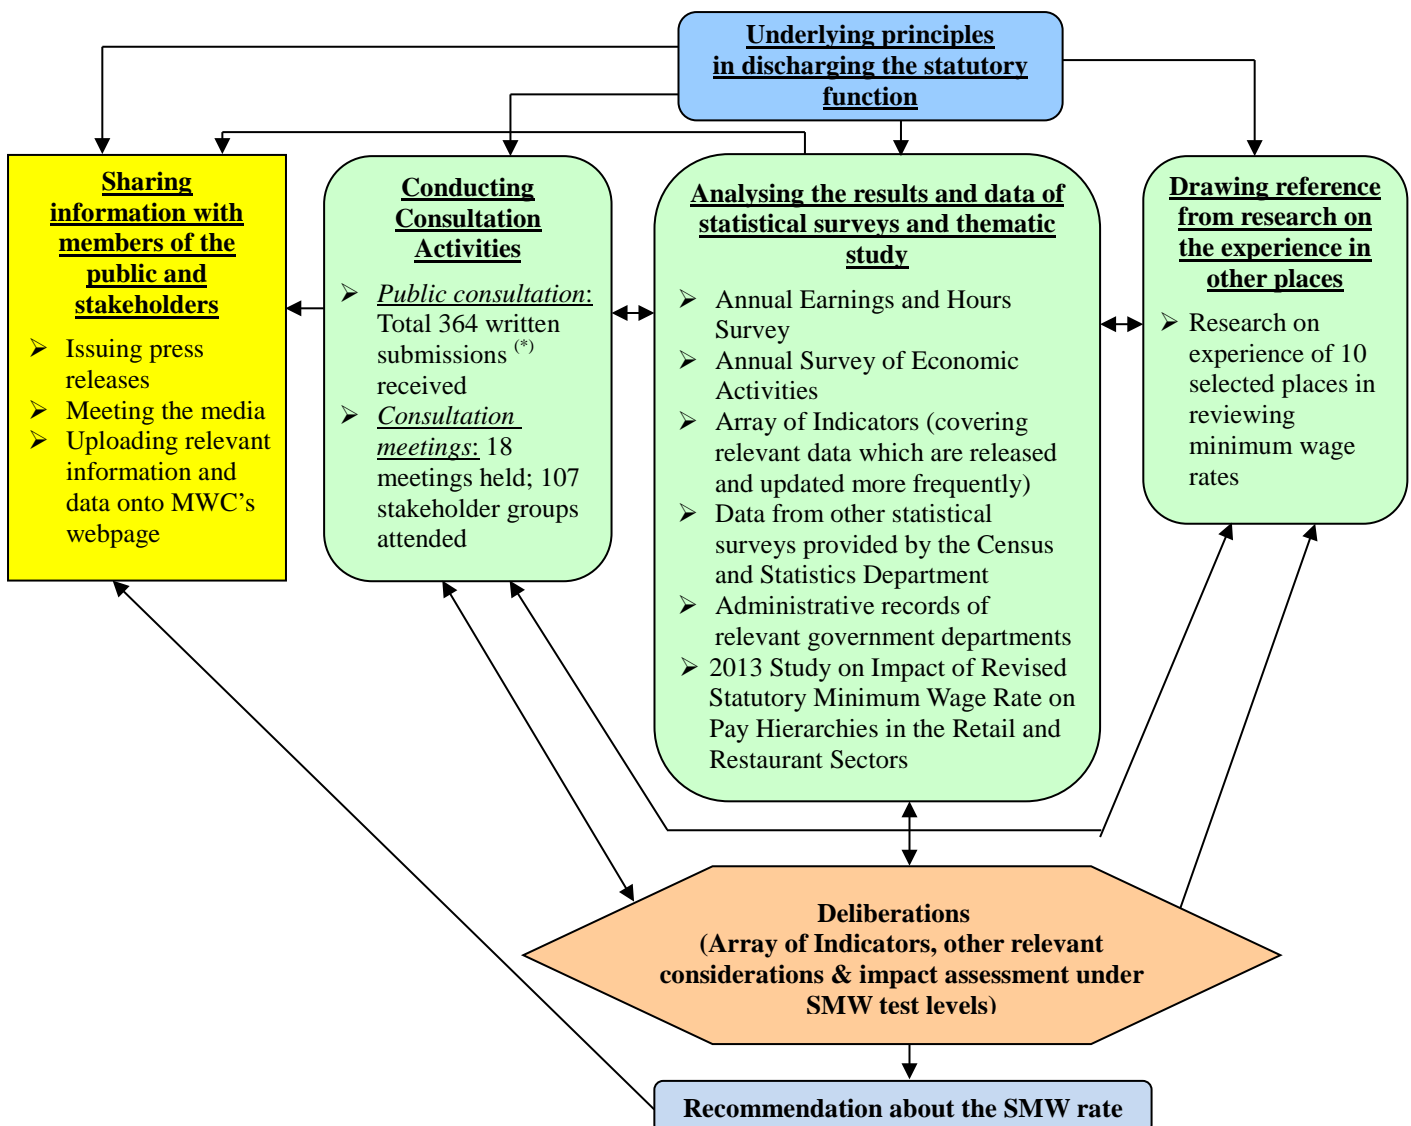 Underlying principles
in discharging the statutory
function
Sharing
information with
members of the
public and
stakeholders
➢ Issuing press
releases
➢ Meeting the media
➢ Uploading relevant
information and
data onto MWC’s
webpage
Conducting
Consultation
Activities
➢ Public consultation:
Total 364 written
submissions (*)
received
➢ Consultation
meetings: 18
meetings held; 107
stakeholder groups
attended
Analysing the results and data of
statistical surveys and thematic
study
➢ Annual Earnings and Hours
Survey
➢ Annual Survey of Economic
Activities
➢ Array of Indicators (covering
relevant data which are released
and updated more frequently)
➢ Data from other statistical
surveys provided by the Census
and Statistics Department
➢ Administrative records of
relevant government departments
➢ 2013 Study on Impact of Revised
Statutory Minimum Wage Rate on
Pay Hierarchies in the Retail and
Restaurant Sectors
Drawing reference
from research on
the experience in
other places
➢ Research on
experience of 10
selected places in
reviewing
minimum wage
rates
Deliberations
(Array of Indicators, other relevant
considerations & impact assessment under
SMW test levels)
Recommendation about the SMW rate